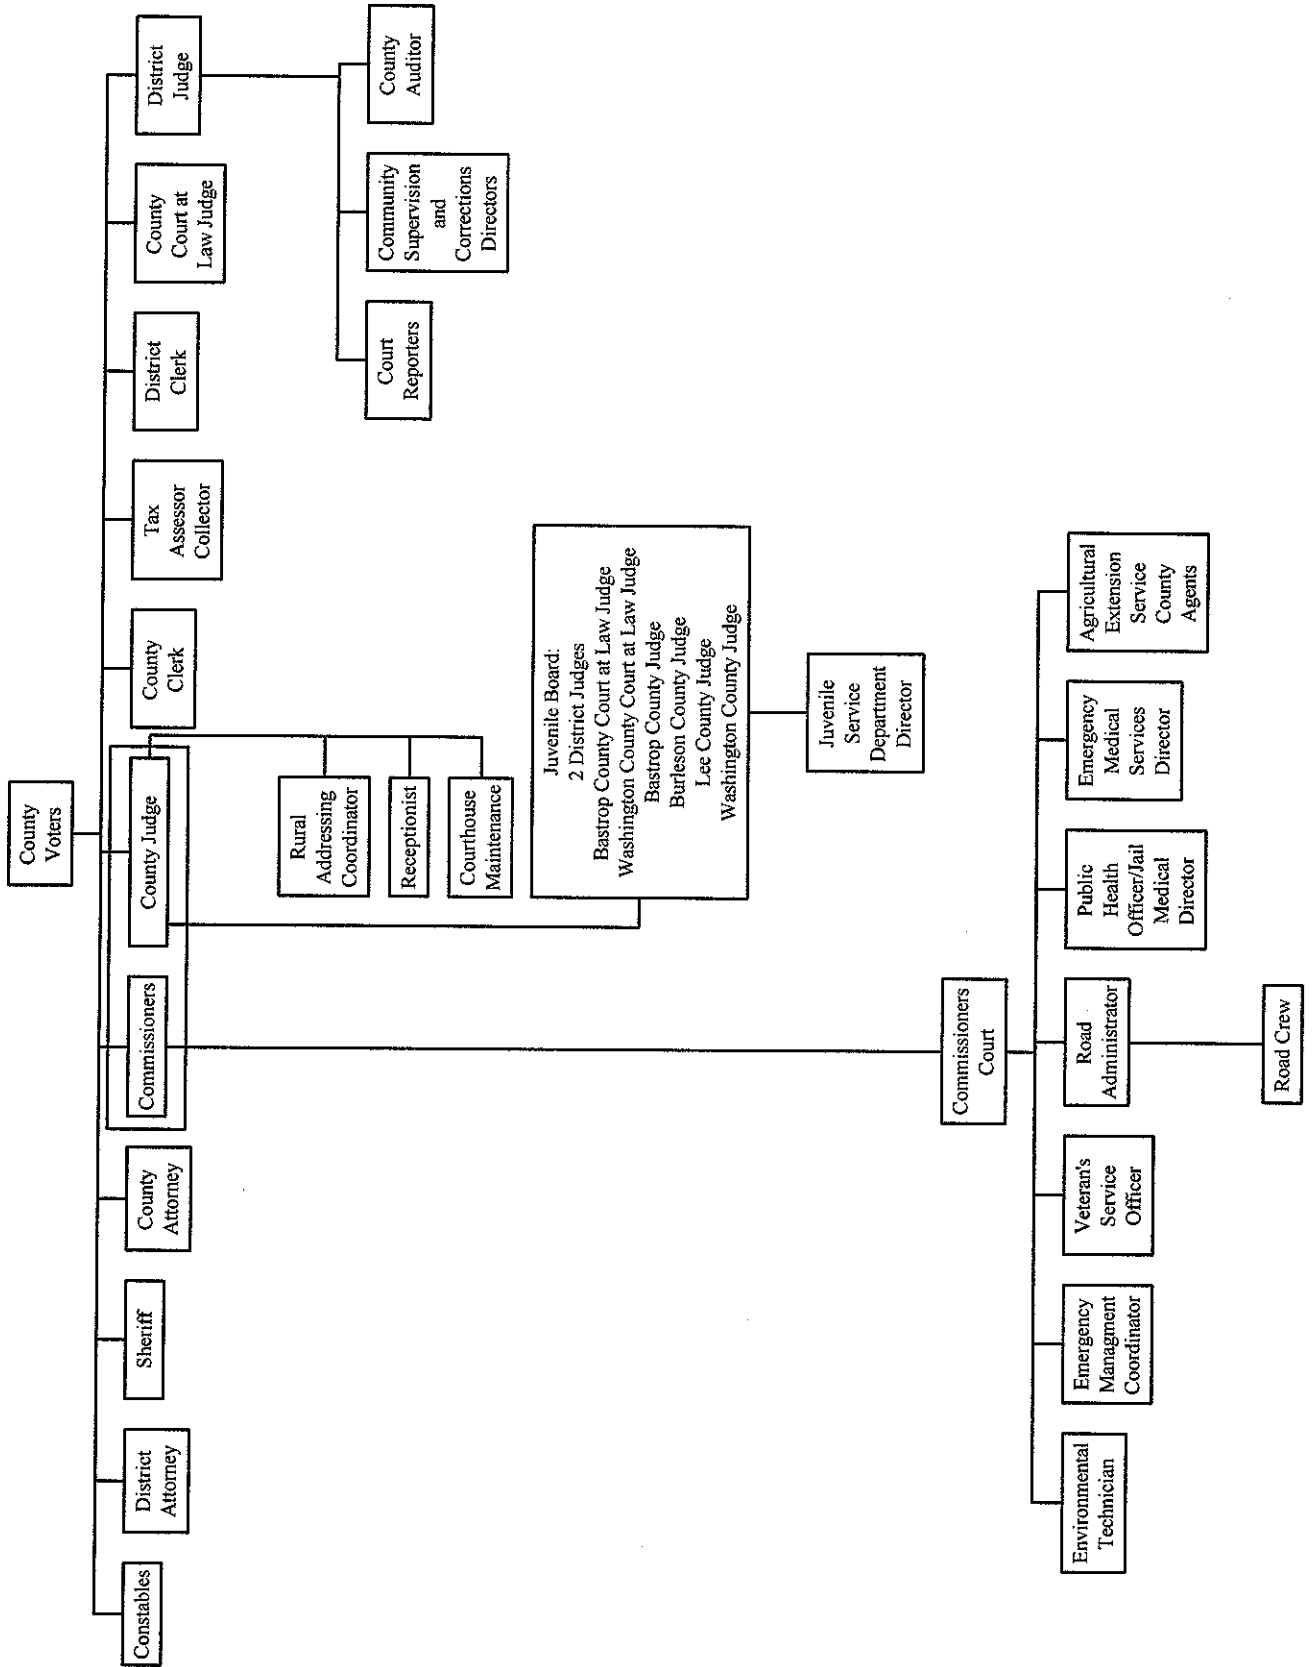 County
Voters
Constables
District
Attorney
Sheriff
County
Attorney
Commissioners
County Judge
County
Clerk
Tax
Assessor
Collector
District
Clerk
County
Court at
Law Judge
District
Judge
Rural
Addressing
Coordinator
Receptionist
Courthouse
Maintenance
Court
Reporters
Community
Supervision
and
Corrections
Directors
County
Auditor
Juvenile Board:
2 District Judges
Bastrop County Court at Law Judge
Washington County Court at Law Judge
Bastrop County Judge
Burleson County Judge
Lee County Judge
Washington County Judge
Juvenile
Service
Department
Director
Commissioners
Court
Environmental
Technician
Emergency
Managment
Coordinator
Veteran's
Service
Officer
Road
Administrator
Public
Health
Officer/Jail
Medical
Director
Emergency
Medical
Services
Director
Agricultural
Extension
Service
County
Agents
Road Crew